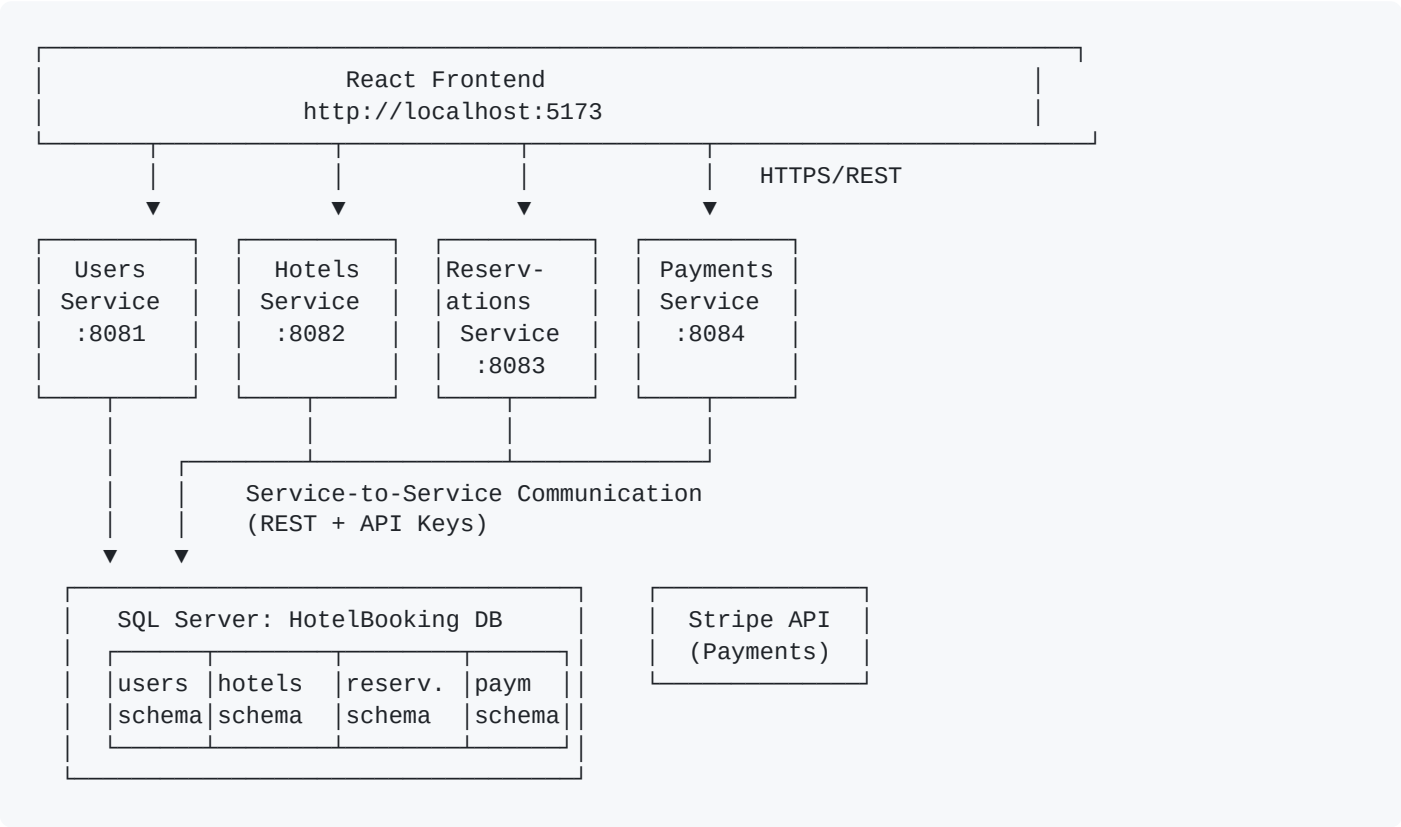 React Frontend
http://localhost:5173
HTTPS/REST
Users
Service
:8081
Hotels
Service
:8082
Reserv-
ations
Service
:8083
Payments
Service
:8084
Service-to-Service Communication
(REST + API Keys)
SQL Server: HotelBooking DB
users
schema
hotels
schema
reserv.
schema
paym
schema
Stripe API
(Payments)